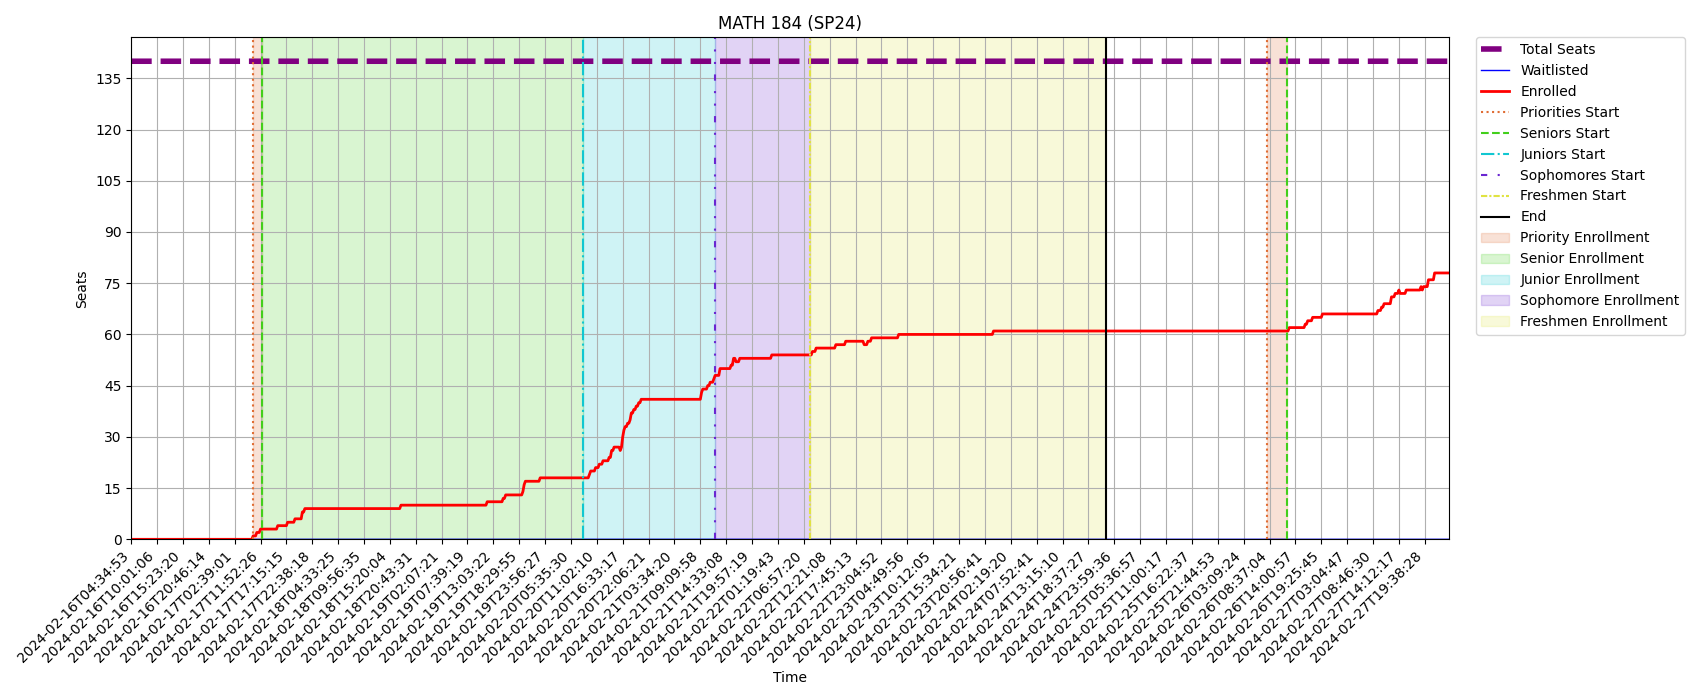 MATH 184 (SP24)
Seats
135
120
105
90
75
60
45
30
15
0
2024-02-16T04:34:53
2024-02-16T10:01:06
2024-02-16T15:23:20
2024-02-16T20:46:14
2024-02-17T02:39:01
2024-02-17T11:52:26
2024-02-17T17:15:15
2024-02-17T22:38:18
2024-02-18T04:33:25
2024-02-18T09:56:35
2024-02-18T15:20:04
2024-02-18T20:43:31
2024-02-19T02:07:21
2024-02-19T07:39:19
2024-02-19T13:03:22
2024-02-19T18:29:55
2024-02-19T23:56:27
2024-02-20T05:35:30
2024-02-20T11:02:10
2024-02-20T16:33:17
2024-02-20T22:06:21
2024-02-21T03:34:20
2024-02-21T09:09:58
2024-02-21T14:33:08
2024-02-21T19:57:19
2024-02-22T01:19:43
2024-02-22T06:57:20
2024-02-22T12:21:08
2024-02-22T17:45:13
2024-02-22T23:04:52
2024-02-23T04:49:56
2024-02-23T10:12:05
2024-02-23T15:34:21
2024-02-23T20:56:41
2024-02-24T02:19:20
2024-02-24T07:52:41
2024-02-24T13:15:10
2024-02-24T18:37:27
2024-02-24T23:59:36
2024-02-25T05:36:57
2024-02-25T11:00:17
2024-02-25T16:22:37
2024-02-25T21:44:53
2024-02-26T03:09:24
2024-02-26T08:37:04
2024-02-26T14:00:57
2024-02-26T19:25:45
2024-02-27T03:04:47
2024-02-27T08:46:30
2024-02-27T14:12:17
2024-02-27T19:38:28
Time
Total Seats
Waitlisted
Enrolled
Priorities Start
Seniors Start
Juniors Start
Sophomores Start
Freshmen Start
End
Priority Enrollment
Senior Enrollment
Junior Enrollment
Sophomore Enrollment
Freshmen Enrollment